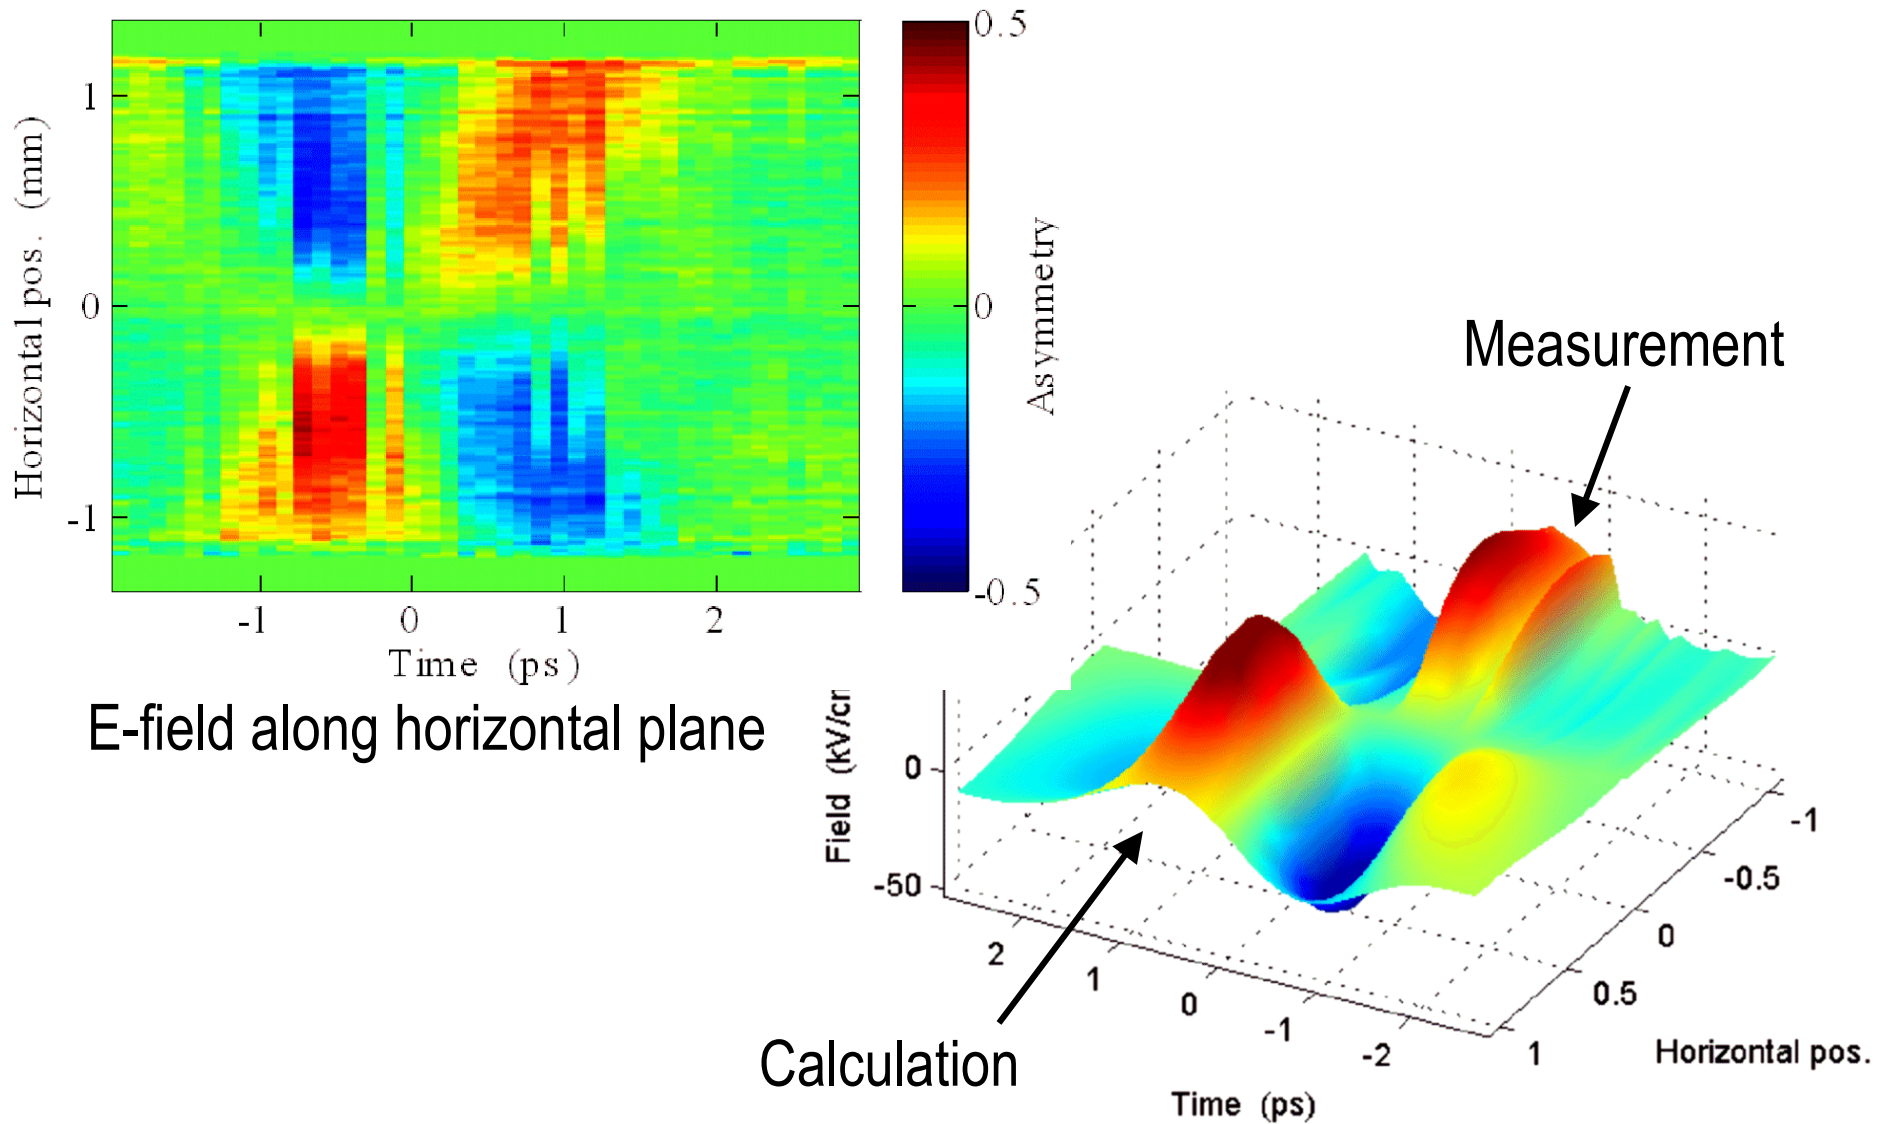 0.5
0
-0.5
Asymmetry
1
0
-1
Horizontal pos. (mm)
-1
0
1
2
Time (ps)
E-field along horizontal plane
Measurement
Calculation
0
-50
Field (kV/cm
2
1
0
-1
-2
Time (ps)
-1
-0.5
0
0.5
1
Horizontal pos.